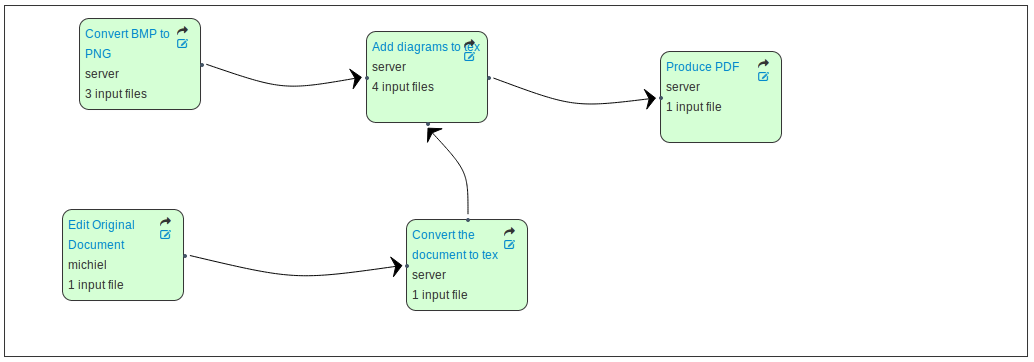 Convert BMP to
PNG
server
3 input files
Add diagrams to tex
server
4 input files
Produce PDF
server
1 input file
Edit Original
Document
michiel
1 input file
Convert the
document to tex
server
1 input file